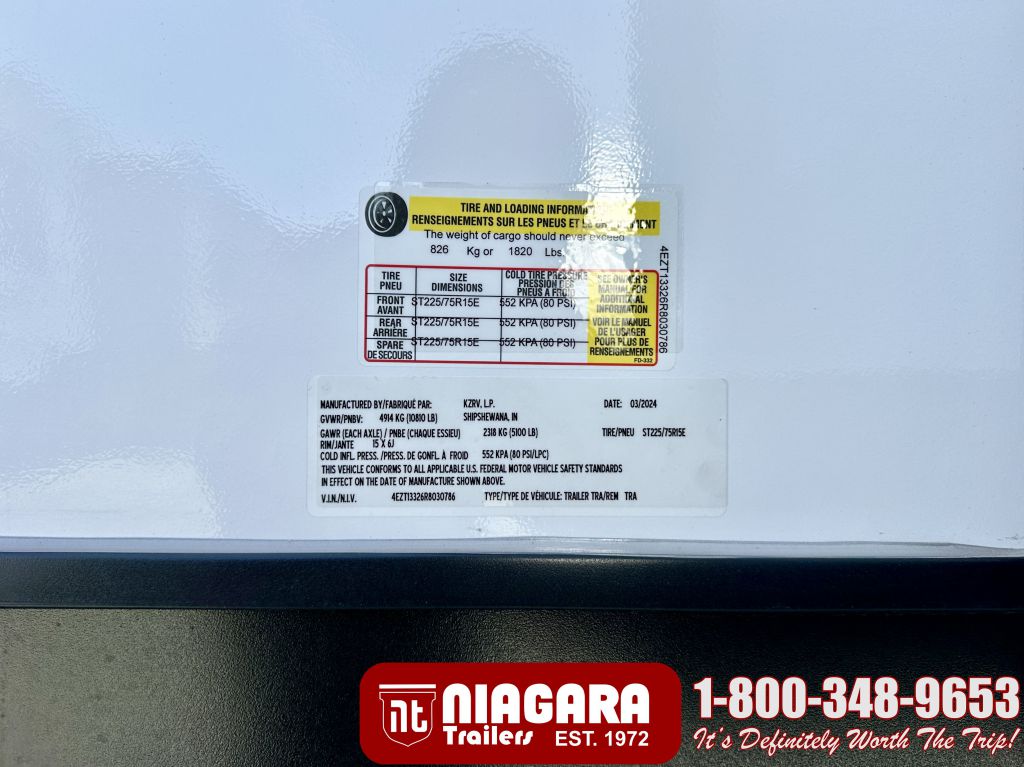 TIRE AND LOADING
RENSEIGNEMENTS SUR LES PNEUS ET
The weight of cargo should never exceed
826 Kg or 1820 Lbs.
TIRE PNEU
SIZE DIMENSIONS
COLD TIRE PRESSURE
PRESSION DES
PNEUS À FROID
FRONT AVANT ST225/75R15E 552 KPA (80 PSI)
REAR ARRIÈRE ST225/75R15E 552 KPA (80 PSI)
SPARE DE SECOURS ST225/75R15E 552 KPA (80 PSI)
SEE OWNER'S
MANUAL FOR
ADDITIONAL
INFORMATION
VOIR LE MANUEL
DE L'USAGER
POUR PLUS DE
RENSEIGNEMENTS
FD-332
4EZT13326R8030786
MANUFACTURED BY/FABRIQUÉ PAR: KZRV, L.P. DATE: 03/2024
GVWR/PNBV: 4914 KG (10810 LB) SHIPSHEWANA, IN
GAWR (EACH AXLE) / PNBE (CHAQUE ESSIEU) 2318 KG (5100 LB) TIRE/PNEU ST225/75R15E
RIM/JANTE 15 X 6J
COLD INFL. PRESS. /PRESS. DE GONFL. À FROID 552 KPA (80 PSI/LPC)
THIS VEHICLE CONFORMS TO ALL APPLICABLE U.S. FEDERAL MOTOR VEHICLE SAFETY STANDARDS
IN EFFECT ON THE DATE OF MANUFACTURE SHOWN ABOVE.
V.I.N./N.I.V. 4EZT13326R8030786 TYPE/TYPE DE VÉHICULE: TRAILER TRA/REM TRA
nt NIAGARA
Trailers EST. 1972
1-800-348-9653
It's Definitely Worth The Trip!